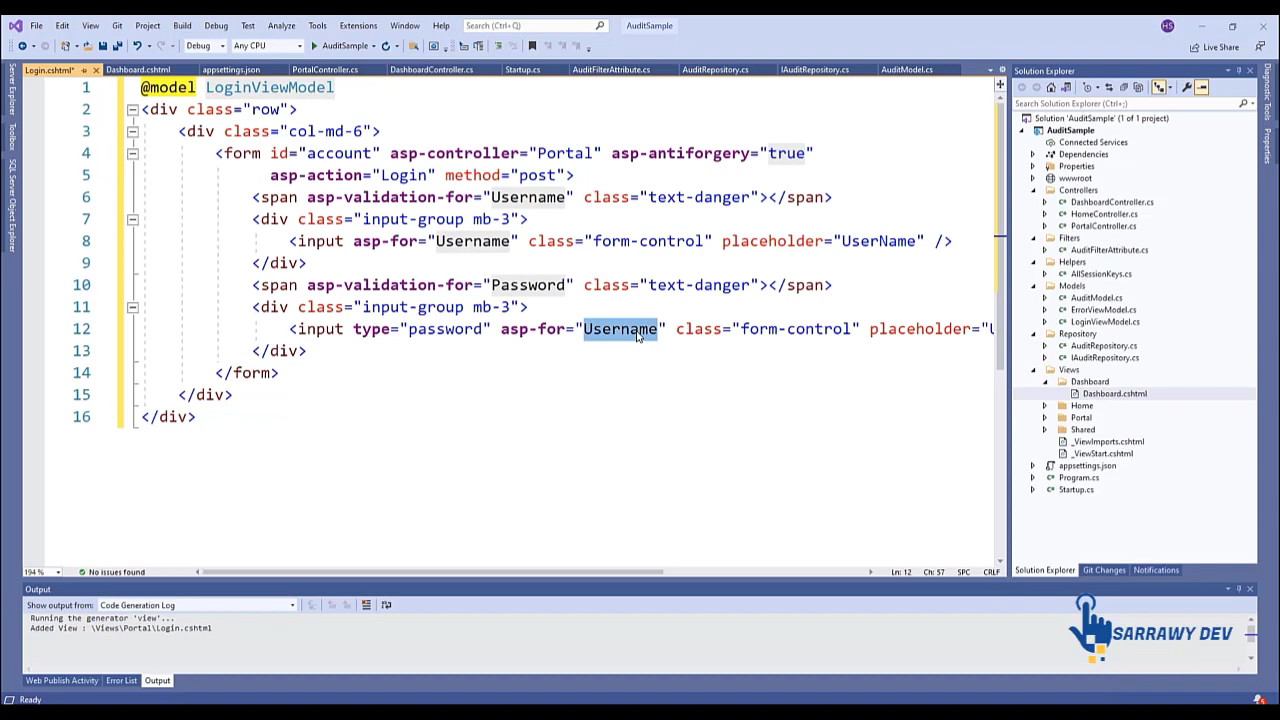 File Edit View Git Project Build Debug Test Analyze Tools Extensions Window Help Search (Ctrl+Q) AuditSample HS
Debug Any CPU AuditSample Live Share
Login.cshtml* Dashboard.cshtml appsettings.json PortalController.cs DashboardController.cs Startup.cs AuditFilterAttribute.cs AuditRepository.cs IAuditRepository.cs AuditModel.cs
1 @model LoginViewModel
2 <div class="row">
3 <div class="col-md-6">
4 <form id="account" asp-controller="Portal" asp-antiforgery="true"
5 asp-action="Login" method="post">
6 <span asp-validation-for="Username" class="text-danger"></span>
7 <div class="input-group mb-3">
8 <input asp-for="Username" class="form-control" placeholder="UserName" />
9 </div>
10 <span asp-validation-for="Password" class="text-danger"></span>
11 <div class="input-group mb-3">
12 <input type="password" asp-for="Username" class="form-control" placeholder="U
13 </div>
14 </form>
15 </div>
16 </div>
194 % No issues found Ln: 12 Ch: 57 SPC CRLF
Server Explorer
Toolbox
SQL Server Object Explorer
Solution Explorer
Search Solution Explorer (Ctrl+;)
Solution 'AuditSample' (1 of 1 project)
AuditSample
Connected Services
Dependencies
Properties
wwwroot
Controllers
DashboardController.cs
HomeController.cs
PortalController.cs
Filters
AuditFilterAttribute.cs
Helpers
AllSessionKeys.cs
Models
AuditModel.cs
ErrorViewModel.cs
LoginViewModel.cs
Repository
AuditRepository.cs
IAuditRepository.cs
Views
Dashboard
Dashboard.cshtml
Home
Portal
Shared
_ViewImports.cshtml
_ViewStart.cshtml
appsettings.json
Program.cs
Startup.cs
Solution Explorer Git Changes Notifications
Diagnostic Tools
Properties
Output
Show output from: Code Generation Log
Running the generator 'view'...
Added View : \Views\Portal\Login.cshtml
SARRAWY DEV
Web Publish Activity Error List Output
Ready